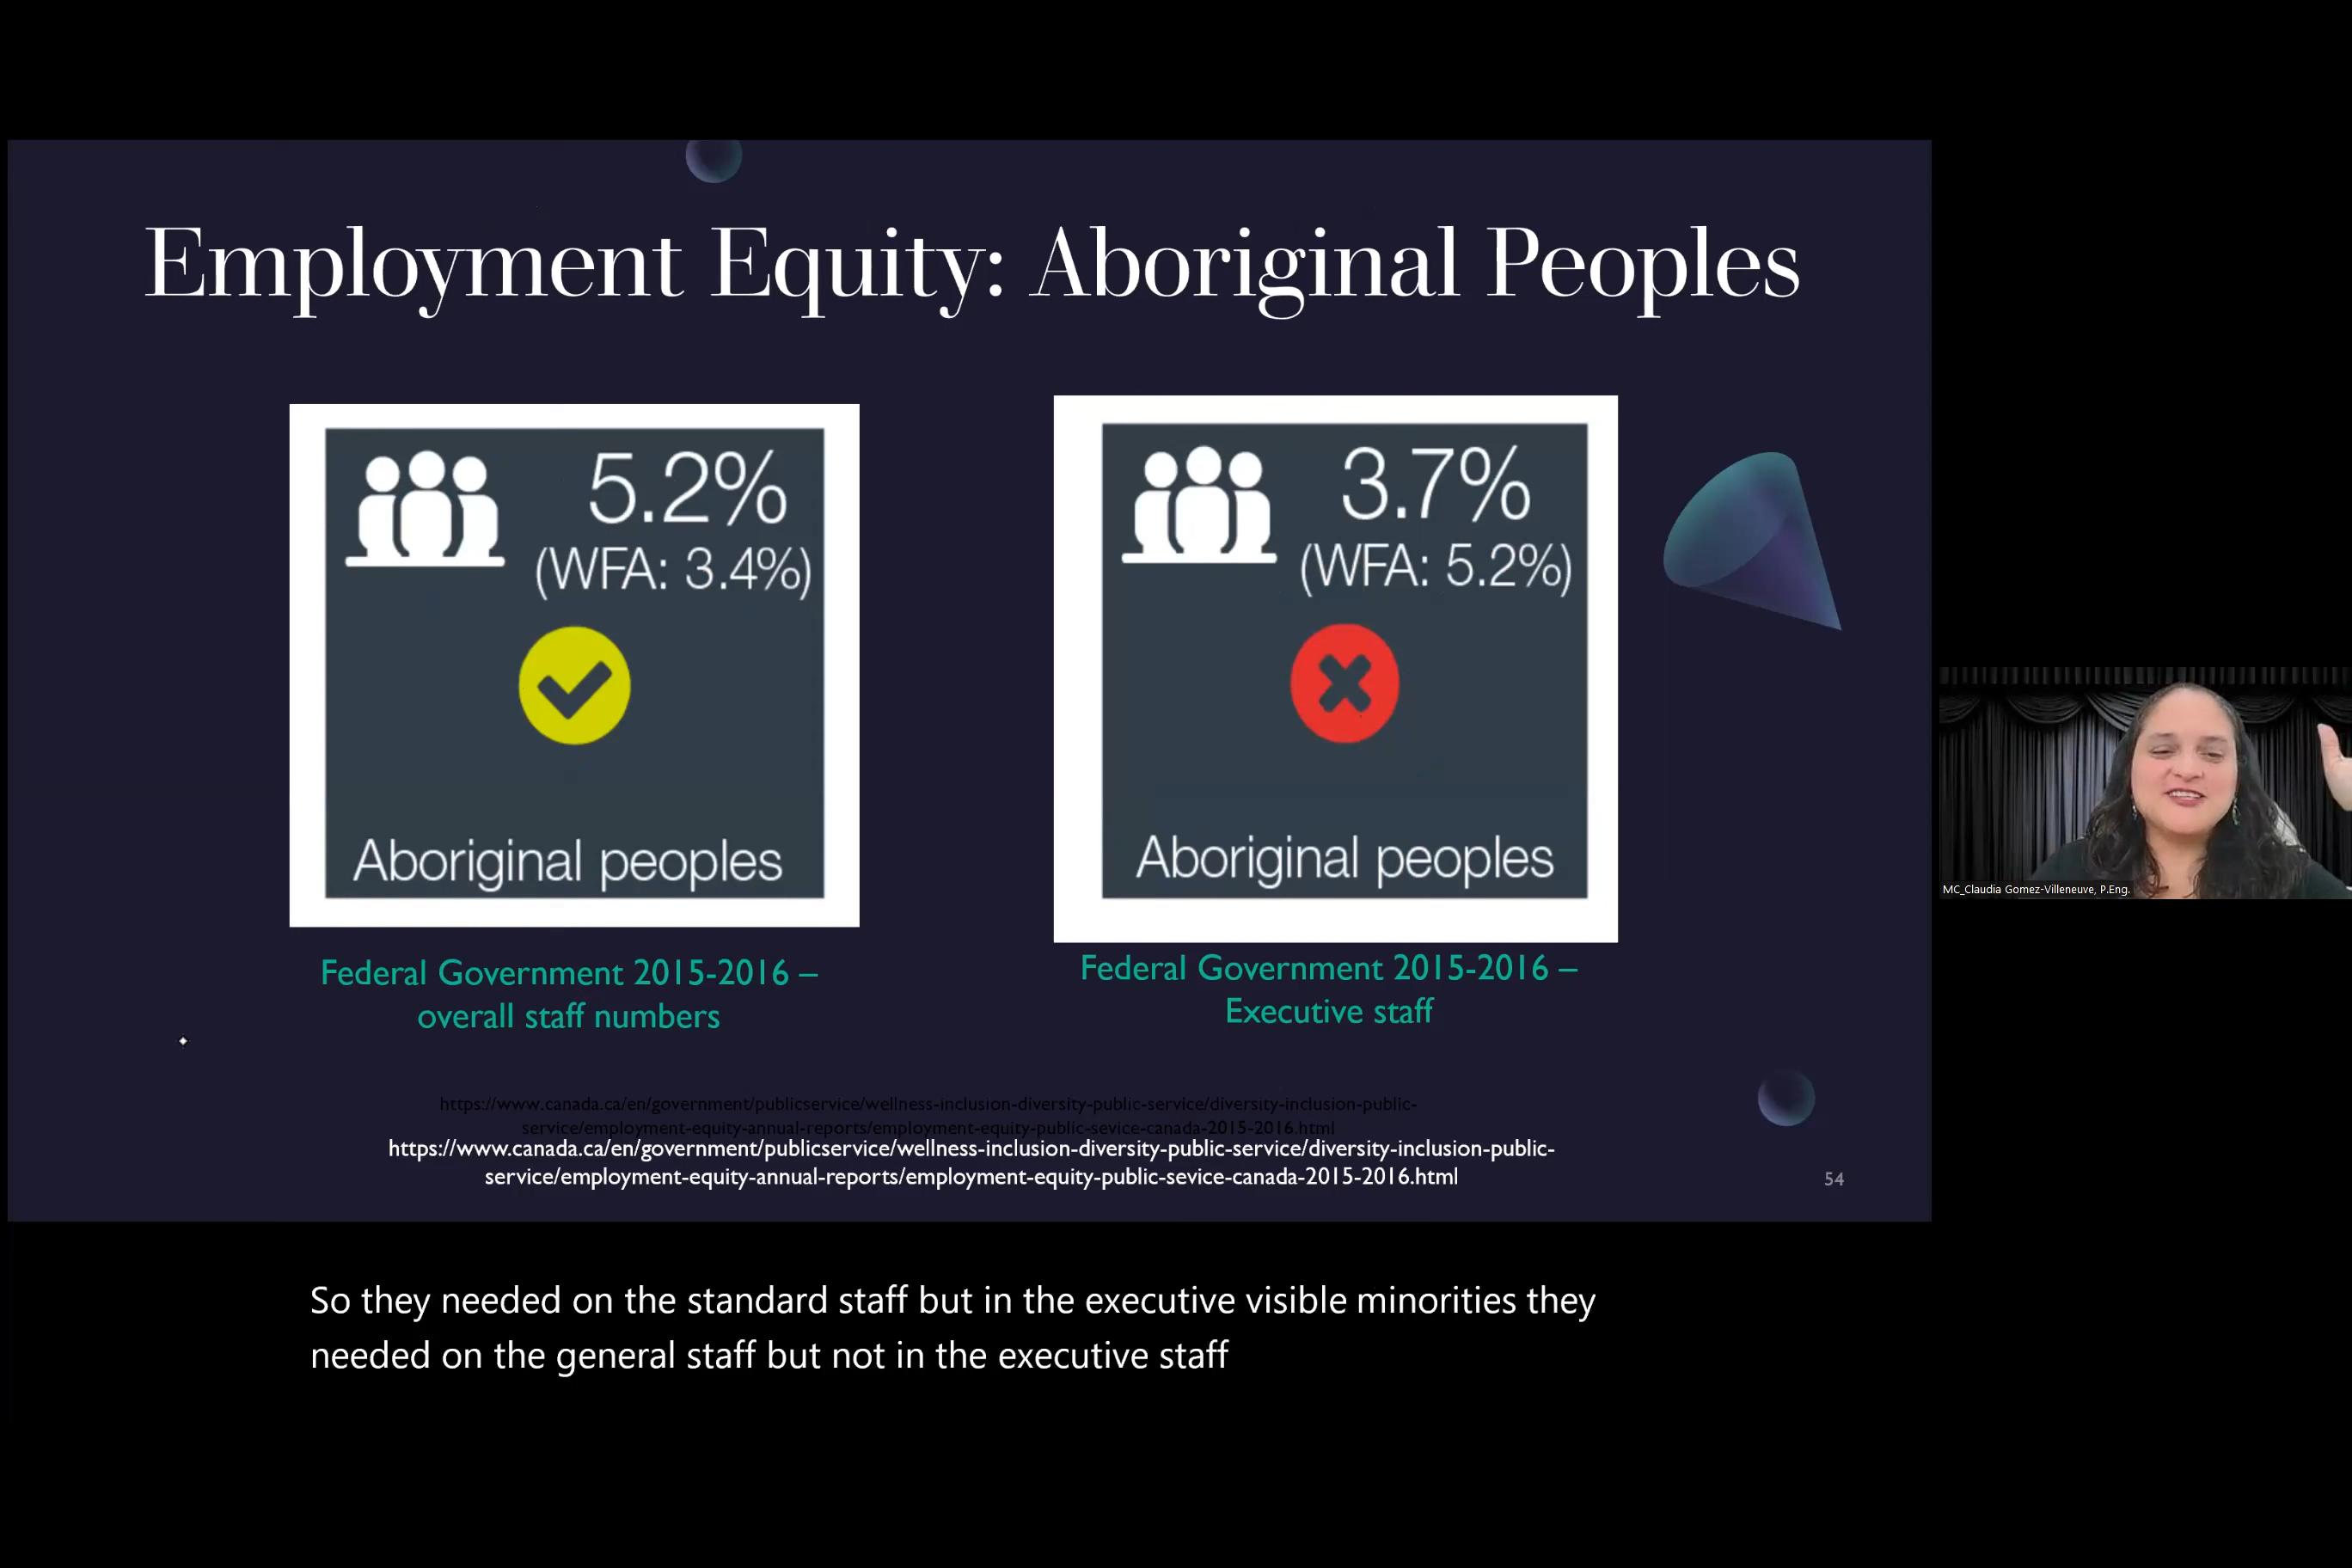 Employment Equity: Aboriginal Peoples
5.2%
(WFA: 3.4%)
Aboriginal peoples
3.7%
(WFA: 5.2%)
Aboriginal peoples
Federal Government 2015-2016 –
overall staff numbers
Federal Government 2015-2016 –
Executive staff
https://www.canada.ca/en/government/publicservice/wellness-inclusion-diversity-public-service/diversity-inclusion-public-
service/employment-equity-annual-reports/employment-equity-public-sevice-canada-2015-2016.html
https://www.canada.ca/en/government/publicservice/wellness-inclusion-diversity-public-service/diversity-inclusion-public-
service/employment-equity-annual-reports/employment-equity-public-sevice-canada-2015-2016.html
54
MC_Claudia Gomez-Villeneuve, P.Eng.
So they needed on the standard staff but in the executive visible minorities they
needed on the general staff but not in the executive staff